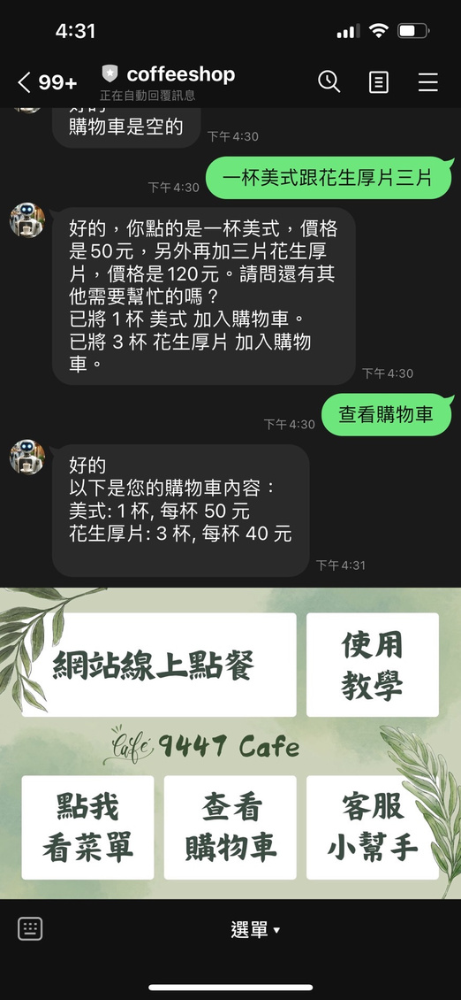 4:31
99+
coffeeshop
正在自動回覆訊息
好的
購物車是空的
下午4:30
一杯美式跟花生厚片三片
下午4:30
好的，你點的是一杯美式，價格
是50元，另外再加三片花生厚
片，價格是120元。請問還有其
他需要幫忙的嗎？
已將 1 杯 美式 加入購物車。
已將 3 杯 花生厚片 加入購物
車。
下午4:30
查看購物車
下午4:30
好的
以下是您的購物車內容：
美式: 1 杯, 每杯 50 元
花生厚片: 3 杯, 每杯 40 元
下午4:31
網站線上點餐
使用
教學
Café 9447 Cafe
點我
看菜單
查看
購物車
客服
小幫手
選單 ▾